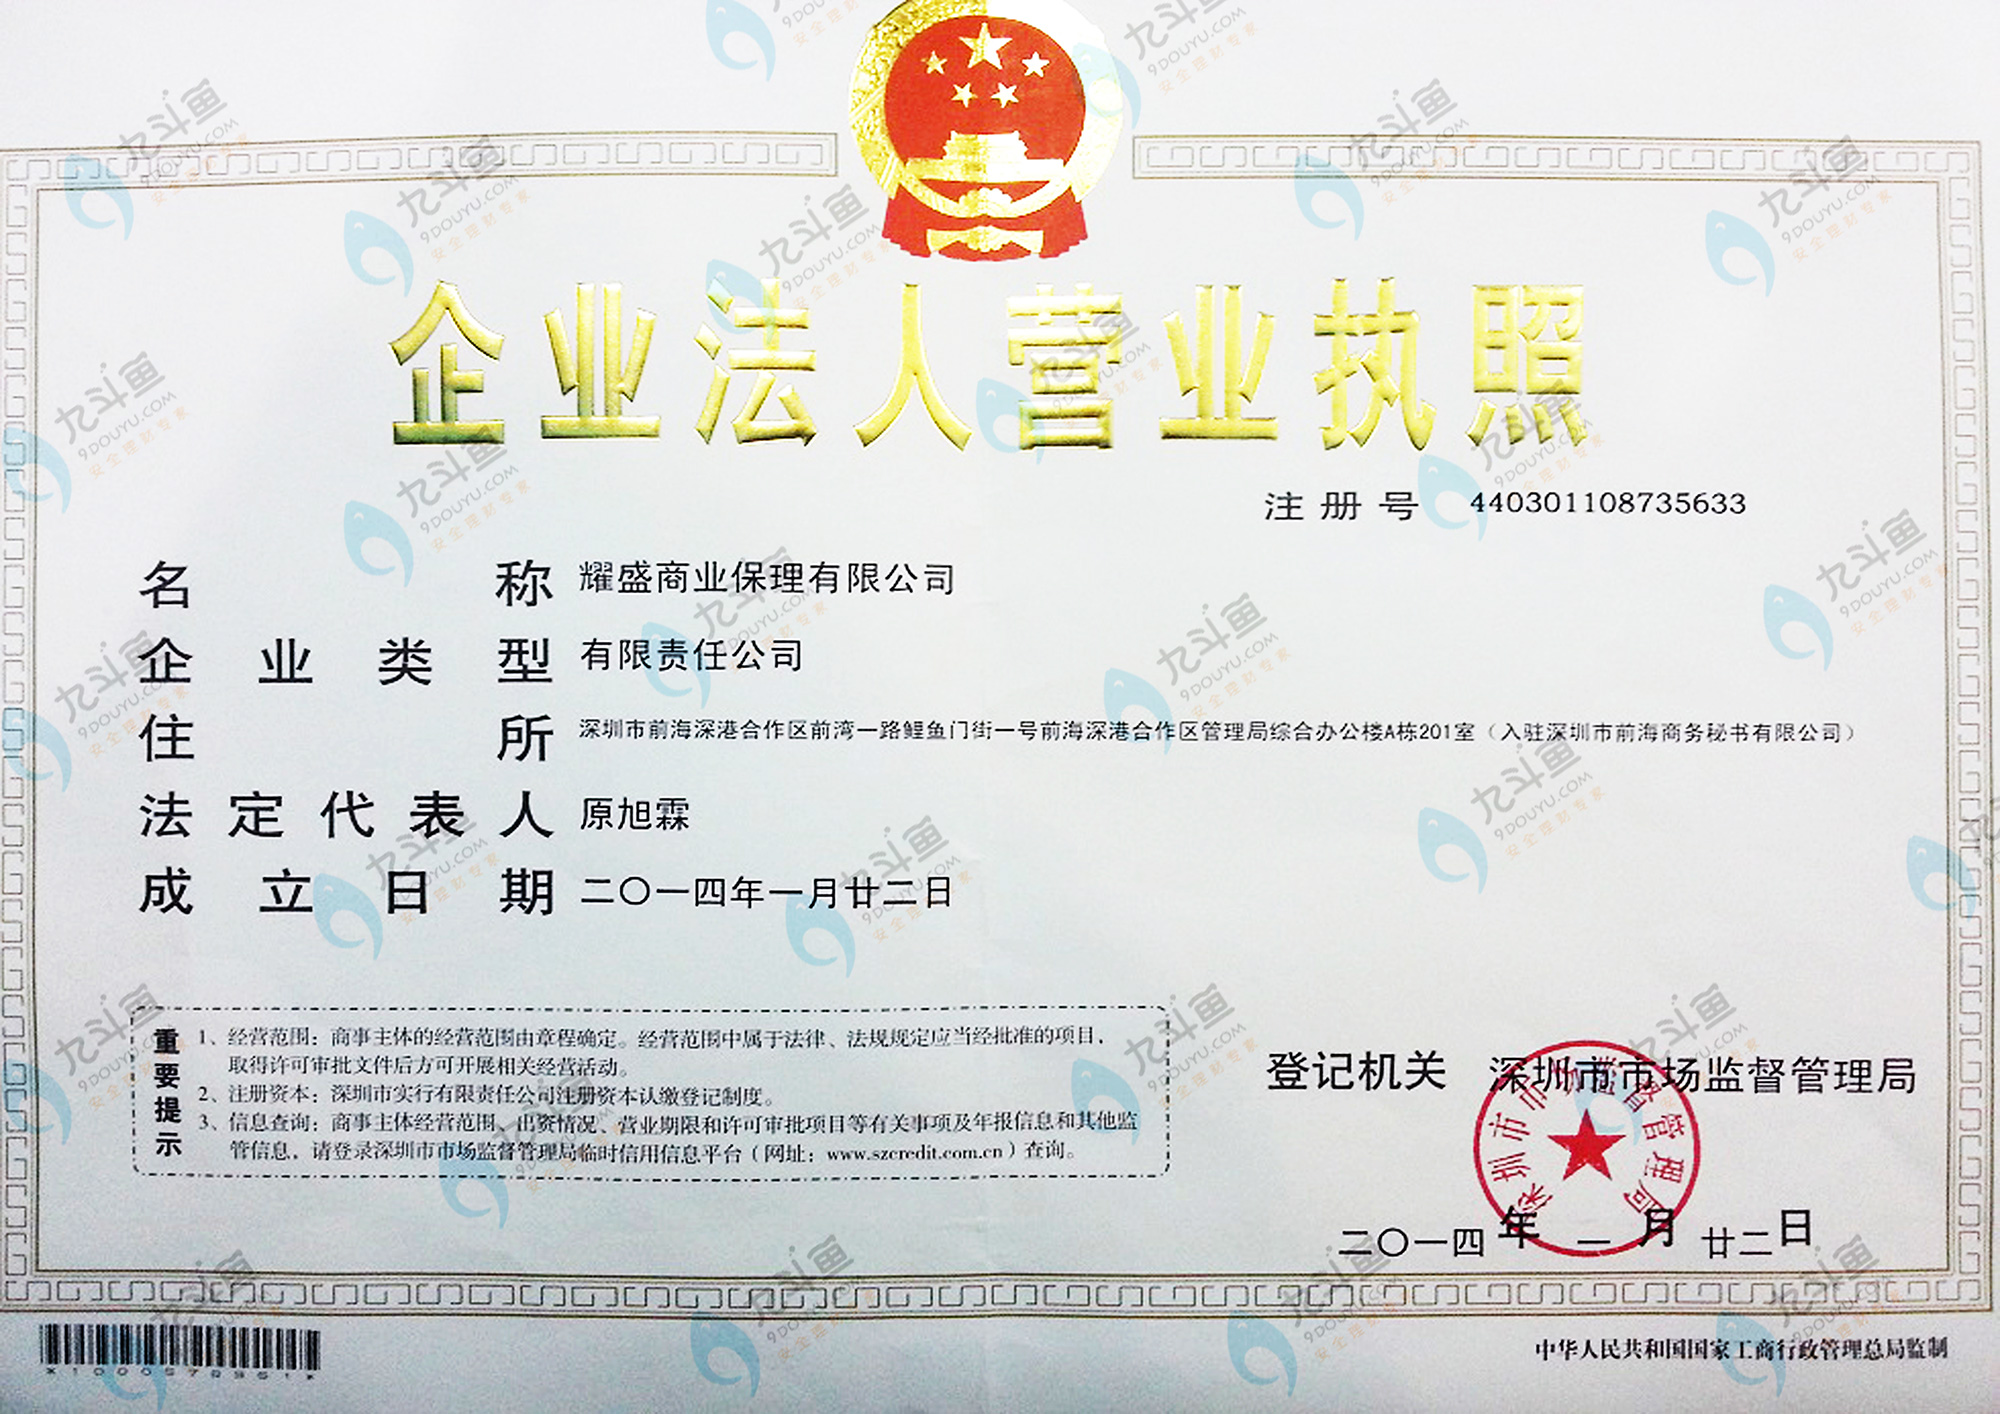 企业法人营业执照
注册号 440301108735633
名称 耀盛商业保理有限公司
企业类型 有限责任公司
住所 深圳市前海深港合作区前湾一路鲤鱼门街一号前海深港合作区管理局综合办公楼A栋201室（入驻深圳市前海商务秘书有限公司）
法定代表人 原旭霖
成立日期 二〇一四年一月廿二日
重要提示
1、经营范围：商事主体的经营范围由章程确定。经营范围中属于法律、法规规定应当经批准的项目，
取得许可审批文件后方可开展相关经营活动。
2、注册资本：深圳市实行有限责任公司注册资本认缴登记制度。
3、信息查询：商事主体经营范围、出资情况、营业期限和许可审批项目等有关事项及年报信息和其他监
管信息，请登录深圳市市场监督管理局临时信用信息平台（网址：www.szcredit.com.cn）查询。
登记机关 深圳市市场监督管理局
深圳市市场监督管理局
二〇一四年一月廿二日
中华人民共和国国家工商行政管理总局监制
九斗鱼
9DOUYU.COM
安全理财专家